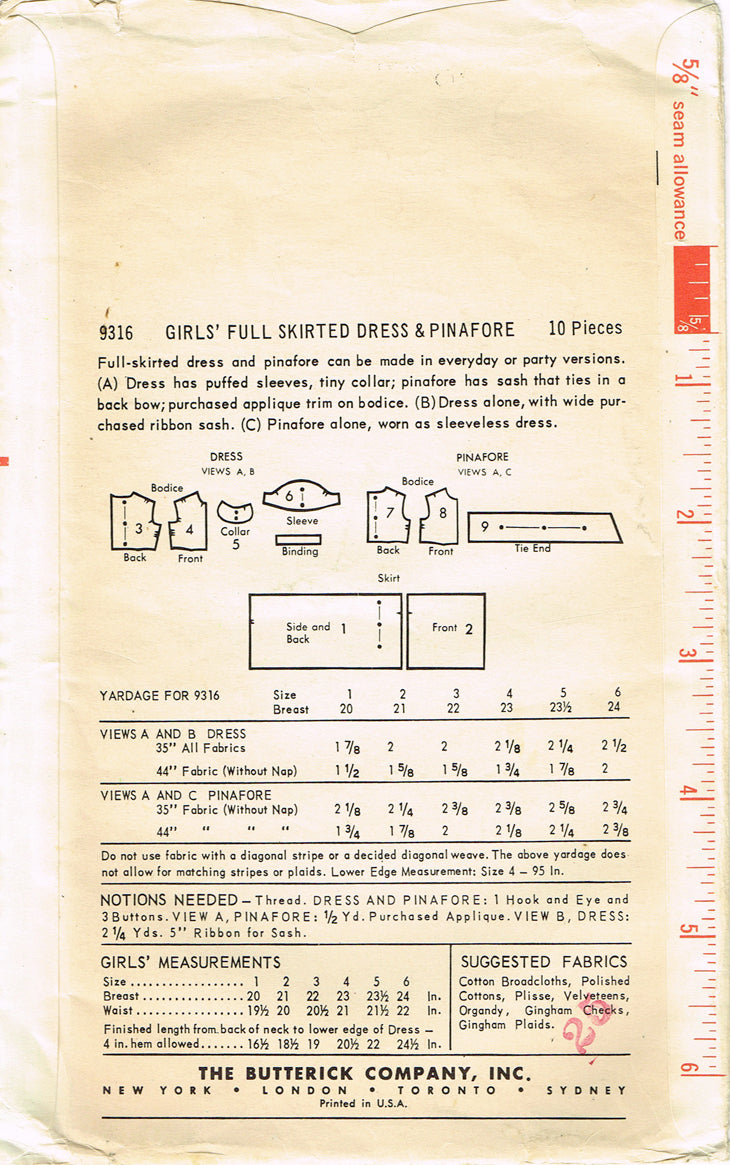 5/8" seam allowance
5/8
1
2
3
4
5
6
9316 GIRLS' FULL SKIRTED DRESS & PINAFORE 10 Pieces
Full-skirted dress and pinafore can be made in everyday or party versions.
(A) Dress has puffed sleeves, tiny collar; pinafore has sash that ties in a
back bow; purchased applique trim on bodice. (B) Dress alone, with wide pur-
chased ribbon sash. (C) Pinafore alone, worn as sleeveless dress.
DRESS
VIEWS A, B
Bodice
3
Back
4
Front
Collar
5
6
Sleeve
Binding
PINAFORE
VIEWS A, C
Bodice
7
Back
8
Front
9
Tie End
Skirt
Side and
Back
1
Front 2
YARDAGE FOR 9316 Size 1 2 3 4 5 6
Breast 20 21 22 23 23½ 24
VIEWS A AND B DRESS
35" All Fabrics 1 7/8 2 2 2 1/8 2 1/4 2 1/2
44" Fabric (Without Nap) 1 1/2 1 5/8 1 5/8 1 3/4 1 7/8 2
VIEWS A AND C PINAFORE
35" Fabric (Without Nap) 2 1/8 2 1/4 2 3/8 2 3/8 2 5/8 2 3/4
44" " " " 1 3/4 1 7/8 2 2 1/8 2 1/4 2 3/8
Do not use fabric with a diagonal stripe or a decided diagonal weave. The above yardage does
not allow for matching stripes or plaids. Lower Edge Measurement: Size 4 – 95 In.
NOTIONS NEEDED – Thread. DRESS AND PINAFORE: 1 Hook and Eye and
3 Buttons. VIEW A, PINAFORE: 1/2 Yd. Purchased Applique. VIEW B, DRESS:
2 1/4 Yds. 5" Ribbon for Sash.
GIRLS' MEASUREMENTS
Size .................. 1 2 3 4 5 6
Breast ................ 20 21 22 23 23½ 24 In.
Waist ................. 19½ 20 20½ 21 21½ 22 In.
Finished length from back of neck to lower edge of Dress –
4 in. hem allowed ....... 16½ 18½ 19 20½ 22 24½ In.
SUGGESTED FABRICS
Cotton Broadcloths, Polished
Cottons, Plisse, Velveteens,
Organdy, Gingham Checks,
Gingham Plaids.
25
THE BUTTERICK COMPANY, INC.
NEW YORK • LONDON • TORONTO • SYDNEY
Printed in U.S.A.